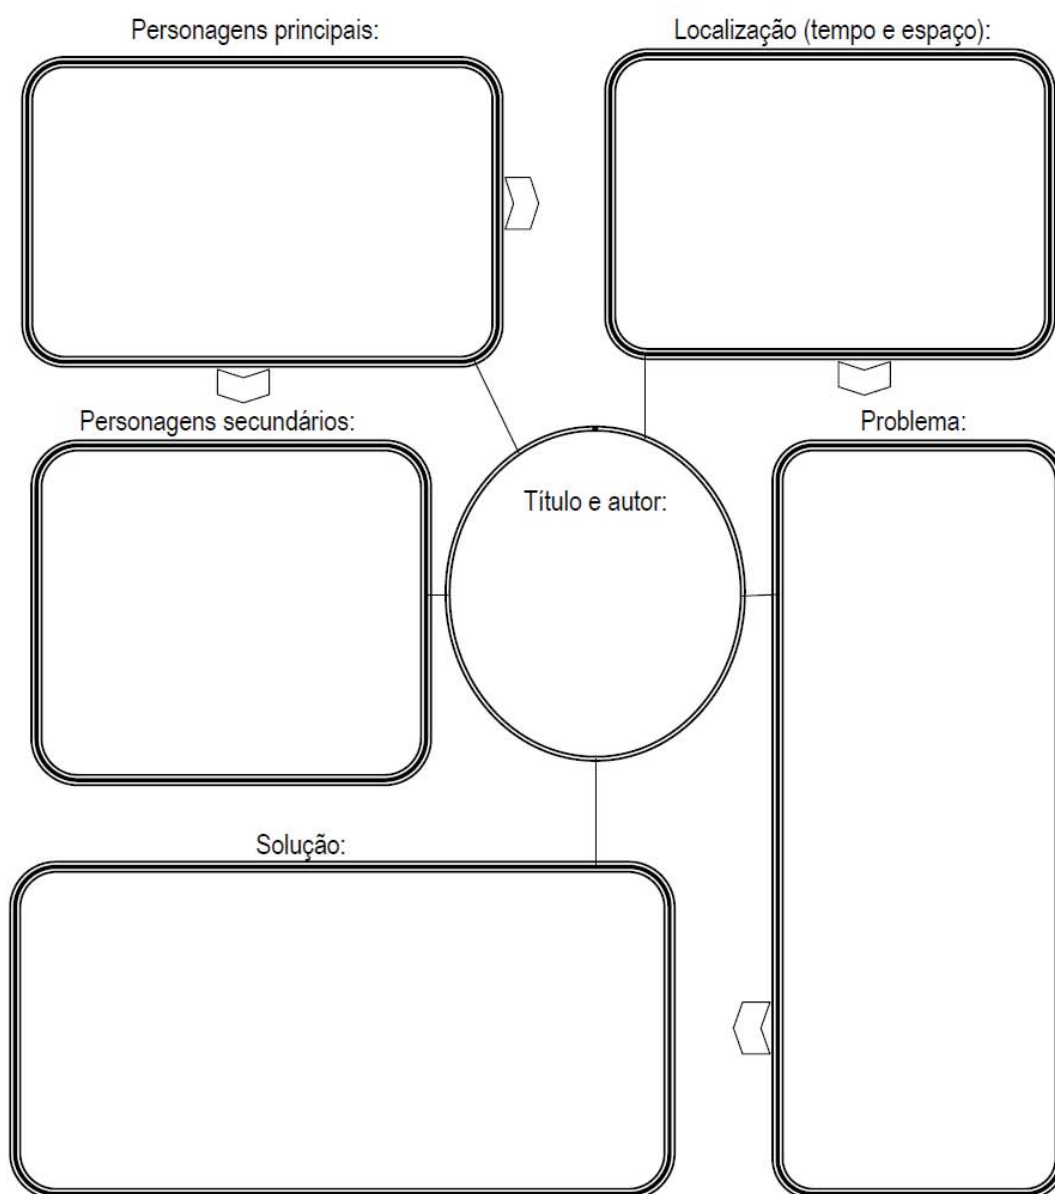 Personagens principais:
Localização (tempo e espaço):
Personagens secundários:
Problema:
Título e autor:
Solução: